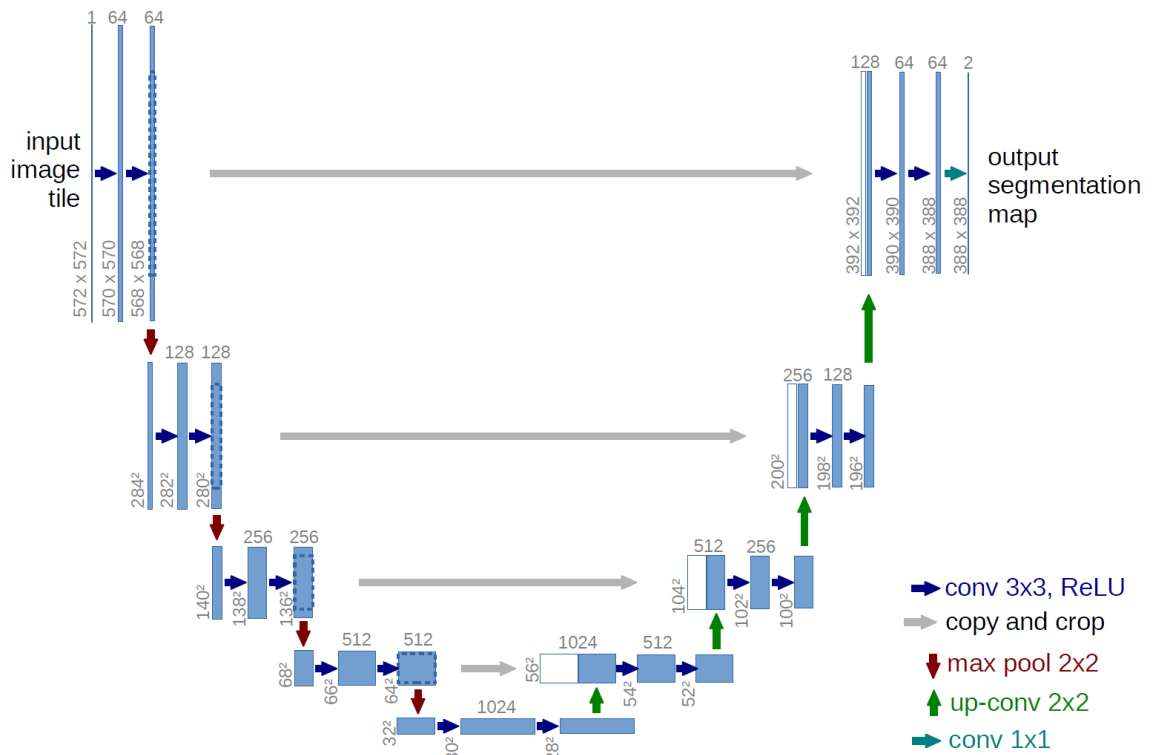 1 64 64
input
image
tile
572 x 572
570 x 570
568 x 568
128 64 64 2
output
segmentation
map
392 x 392
390 x 390
388 x 388
388 x 388
128 128
284²
282²
280²
256 128
200²
198²
196²
256 256
140²
138²
136²
512 256
104²
102²
100²
512 512
68²
66²
64²
1024 512
56²
54²
52²
1024
32²
conv 3x3, ReLU
copy and crop
max pool 2x2
up-conv 2x2
conv 1x1